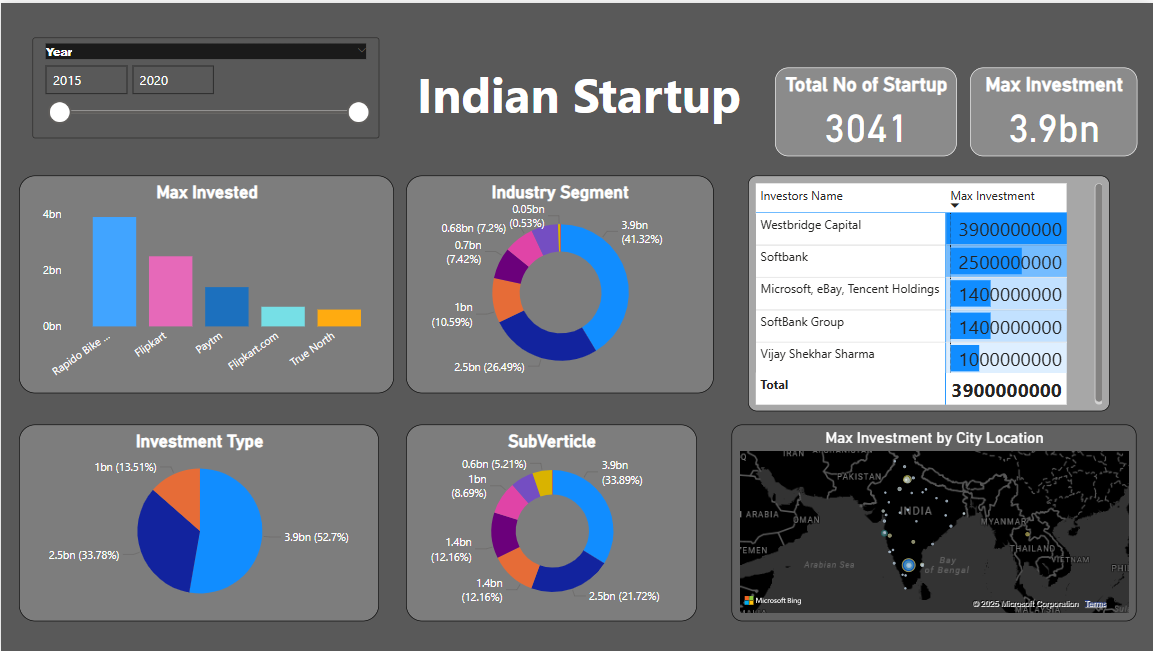 Year
2015 2020
Indian Startup
Total No of Startup
3041
Max Investment
3.9bn
Max Invested
4bn
2bn
0bn
Rapido Bike ...
Flipkart
Paytm
Flipkart.com
True North
Industry Segment
0.05bn
(0.53%)
0.68bn (7.2%)
0.7bn
(7.42%)
1bn
(10.59%)
2.5bn (26.49%)
3.9bn
(41.32%)
Investors Name Max Investment
Westbridge Capital 3900000000
Softbank 2500000000
Microsoft, eBay, Tencent Holdings 1400000000
SoftBank Group 1400000000
Vijay Shekhar Sharma 1000000000
Total 3900000000
Investment Type
1bn (13.51%)
2.5bn (33.78%)
3.9bn (52.7%)
SubVerticle
0.6bn (5.21%)
1bn
(8.69%)
1.4bn
(12.16%)
1.4bn
(12.16%)
2.5bn (21.72%)
3.9bn
(33.89%)
Max Investment by City Location
IRAN
AFGHANISTAN
PAKISTAN
ARABIA
OMAN
INDIA
MYANMAR
YEMEN
THAILAND
VIETNAM
Arabian Sea
Bay
of Bengal
PHIL
Microsoft Bing
© 2025 Microsoft Corporation Terms
MALAYSIA